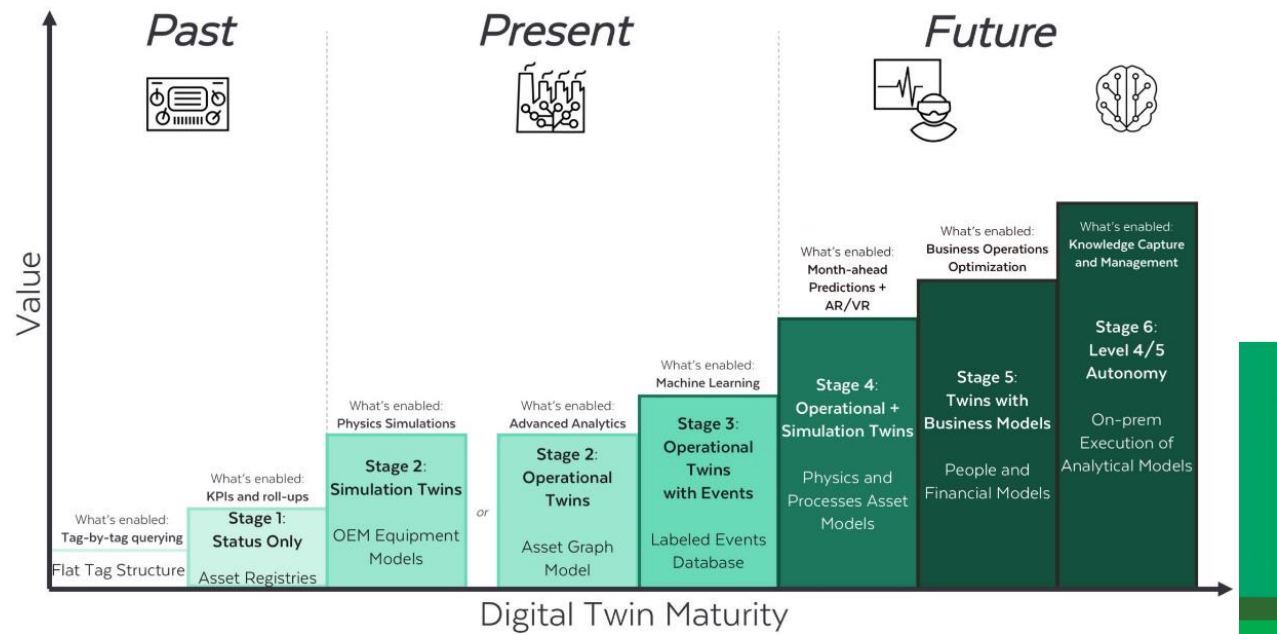 Past
Present
Future
Value
What's enabled:
Tag-by-tag querying
Flat Tag Structure
What's enabled:
KPIs and roll-ups
Stage 1:
Status Only
Asset Registries
What's enabled:
Physics Simulations
Stage 2:
Simulation Twins
OEM Equipment
Models
or
What's enabled:
Advanced Analytics
Stage 2:
Operational
Twins
Asset Graph
Model
What's enabled:
Machine Learning
Stage 3:
Operational
Twins
with Events
Labeled Events
Database
What's enabled:
Month-ahead
Predictions +
AR/VR
Stage 4:
Operational +
Simulation Twins
Physics and
Processes Asset
Models
What's enabled:
Business Operations
Optimization
Stage 5:
Twins with
Business Models
People and
Financial Models
What's enabled:
Knowledge Capture
and Management
Stage 6:
Level 4/5
Autonomy
On-prem
Execution of
Analytical Models
Digital Twin Maturity